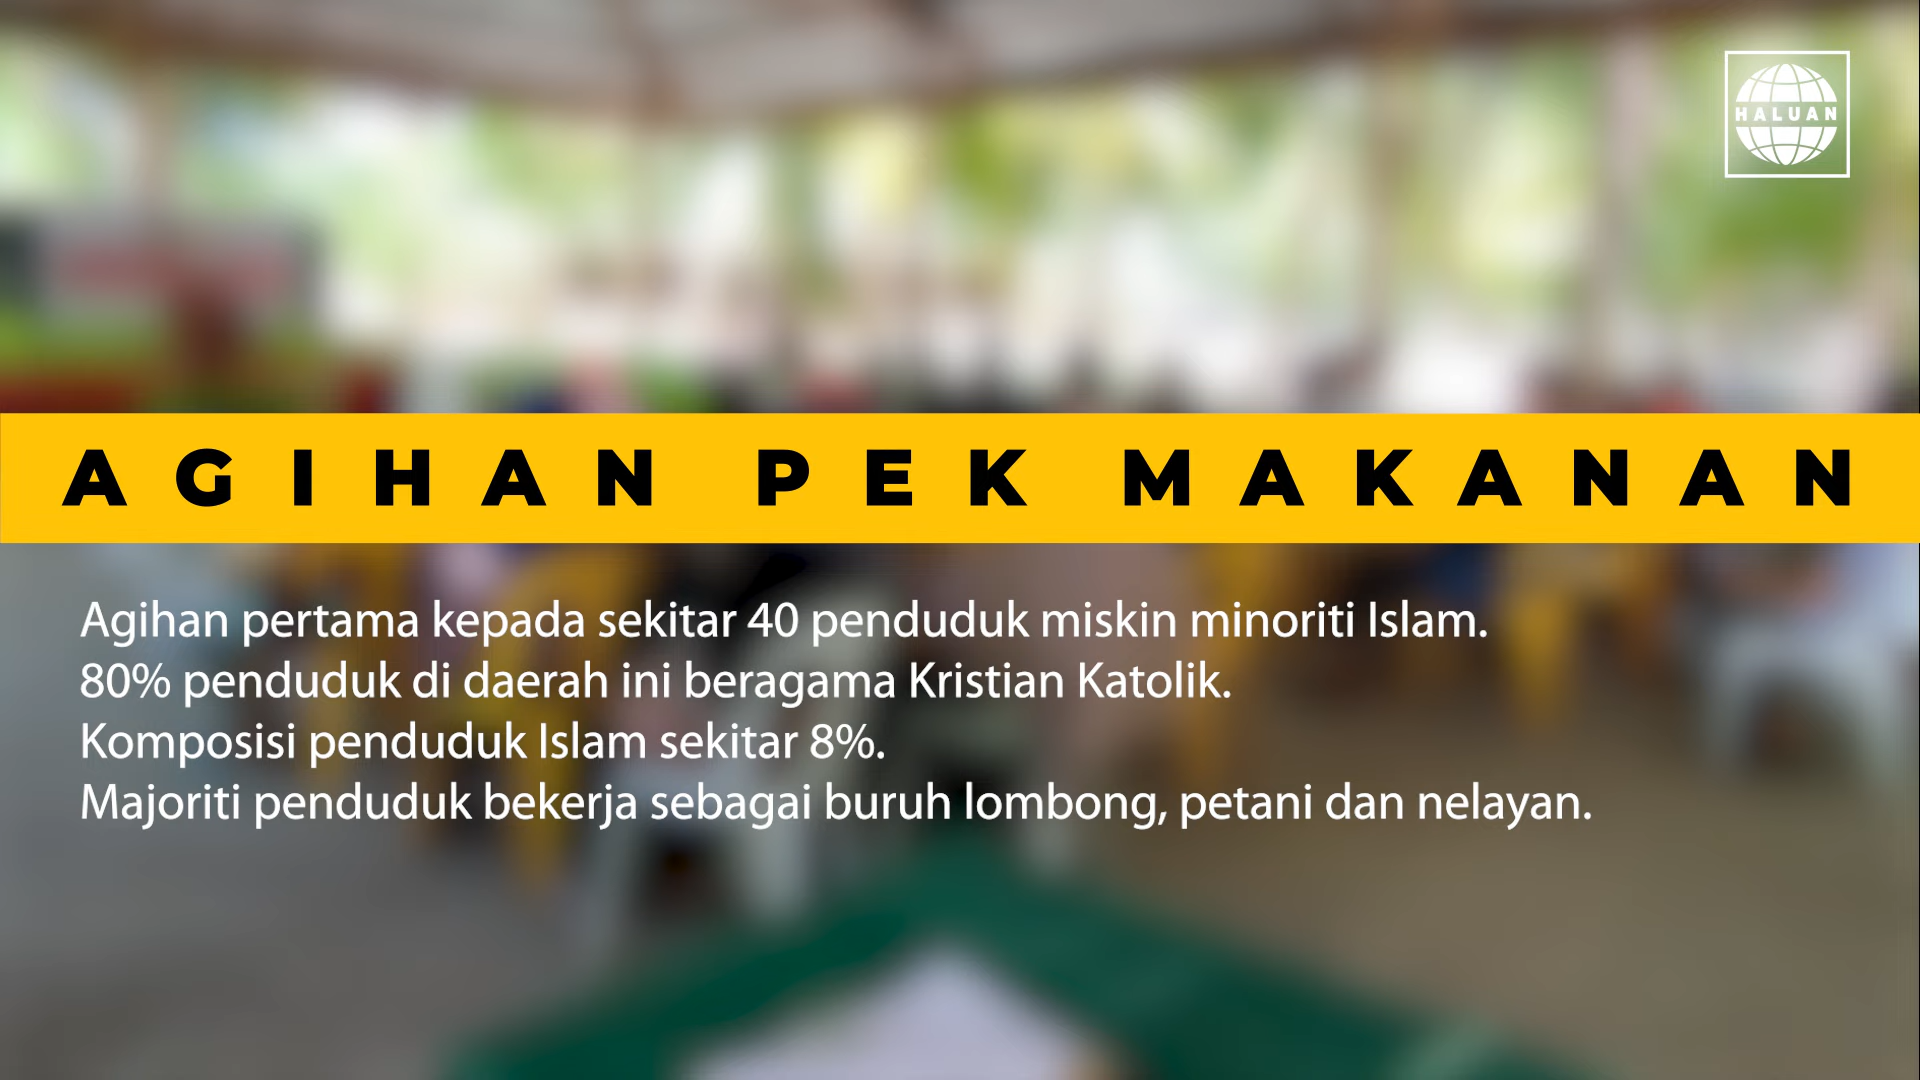 HALUAN
AGIHAN PEK MAKANAN
Agihan pertama kepada sekitar 40 penduduk miskin minoriti Islam.
80% penduduk di daerah ini beragama Kristian Katolik.
Komposisi penduduk Islam sekitar 8%.
Majoriti penduduk bekerja sebagai buruh lombong, petani dan nelayan.